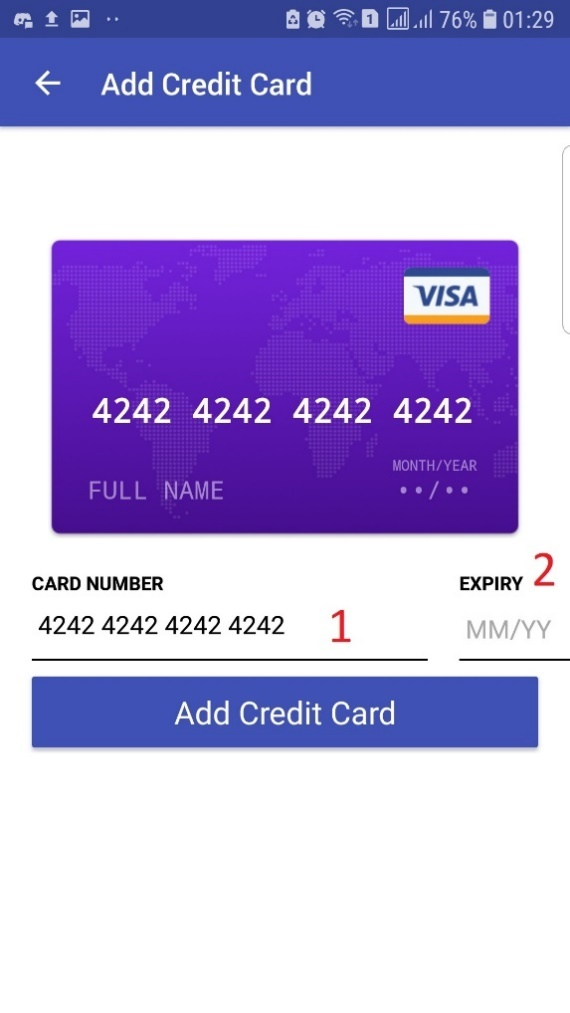 1 76% 01:29
Add Credit Card
VISA
4242 4242 4242 4242
MONTH/YEAR
FULL NAME ••/••
CARD NUMBER EXPIRY 2
4242 4242 4242 4242 1 MM/YY
Add Credit Card